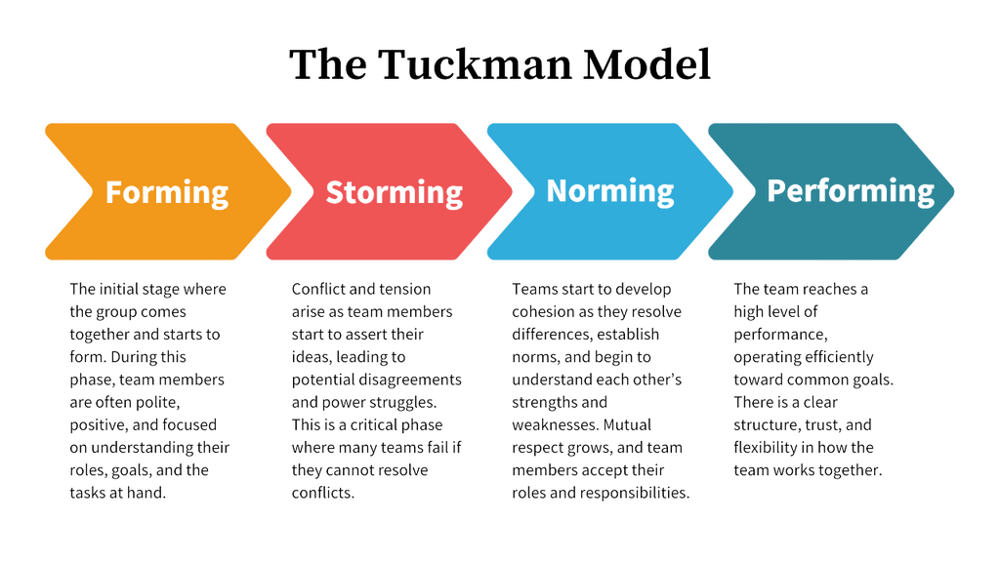 The Tuckman Model
Forming
Storming
Norming
Performing
The initial stage where
the group comes
together and starts to
form. During this
phase, team members
are often polite,
positive, and focused
on understanding their
roles, goals, and the
tasks at hand.
Conflict and tension
arise as team members
start to assert their
ideas, leading to
potential disagreements
and power struggles.
This is a critical phase
where many teams fail if
they cannot resolve
conflicts.
Teams start to develop
cohesion as they resolve
differences, establish
norms, and begin to
understand each other’s
strengths and
weaknesses. Mutual
respect grows, and team
members accept their
roles and responsibilities.
The team reaches a
high level of
performance,
operating efficiently
toward common goals.
There is a clear
structure, trust, and
flexibility in how the
team works together.